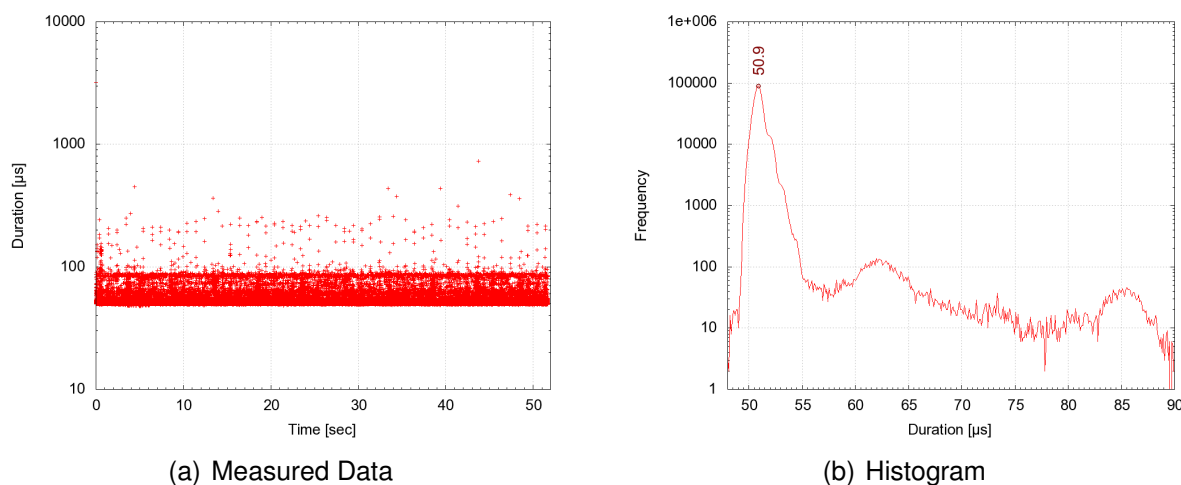 10000
1000
100
10
Duration [µs]
0 10 20 30 40 50
Time [sec]
(a) Measured Data
1e+006
100000
10000
1000
100
10
1
Frequency
50.9
50 55 60 65 70 75 80 85 90
Duration [µs]
(b) Histogram